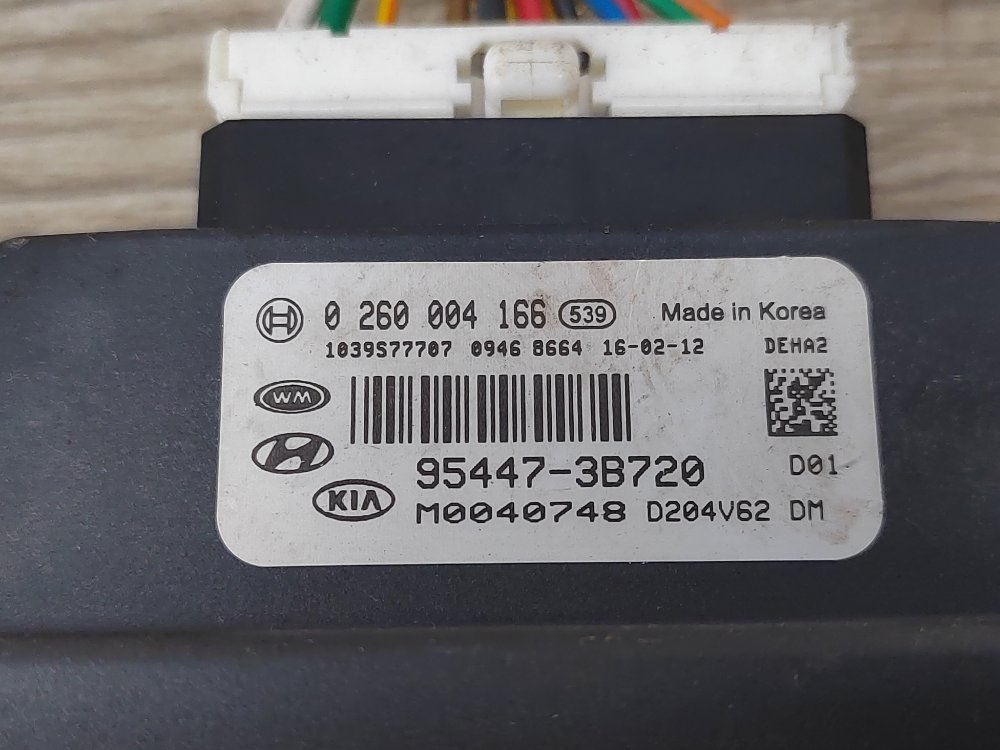 0 260 004 166 539 Made in Korea
1039S77707 0946 8664 16-02-12 DEHA2
WM
95447-3B720 D01
KIA M0040748 D204V62 DM